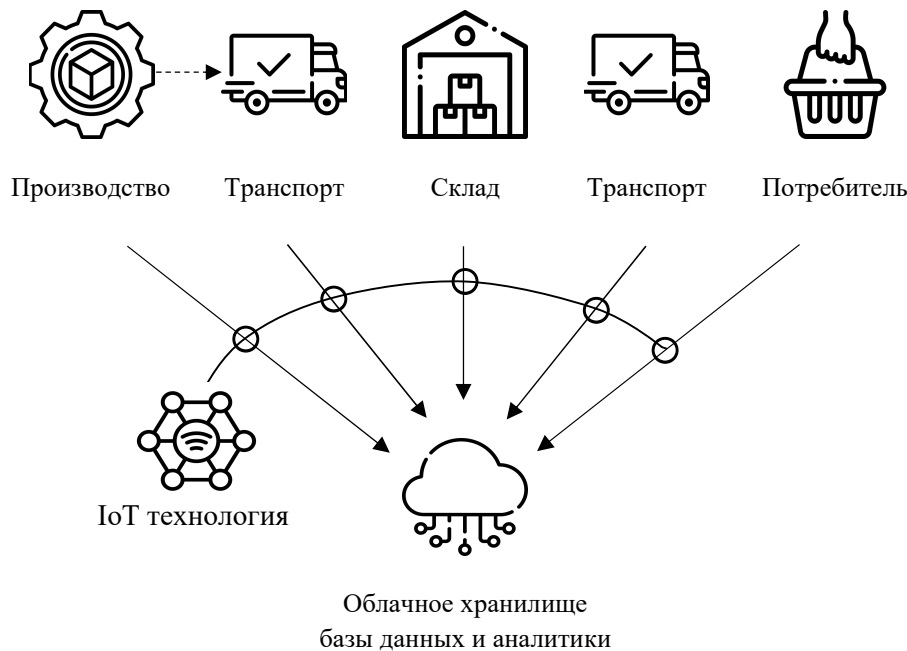 Производство
Транспорт
Склад
Транспорт
Потребитель
IoT технология
Облачное хранилище
базы данных и аналитики